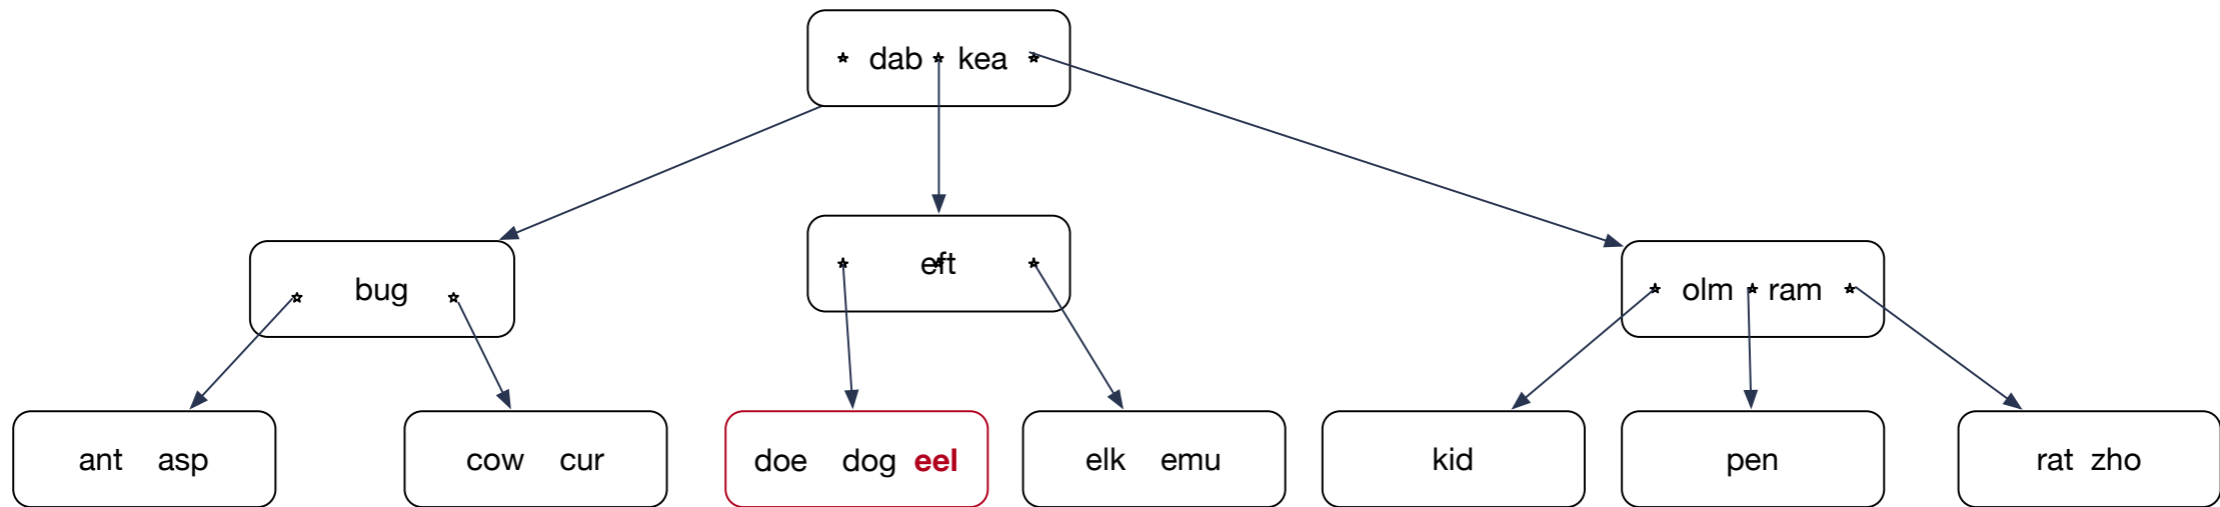 dab kea
bug
eft
olm ram
ant asp
cow cur
doe dog eel
elk emu
kid
pen
rat zho